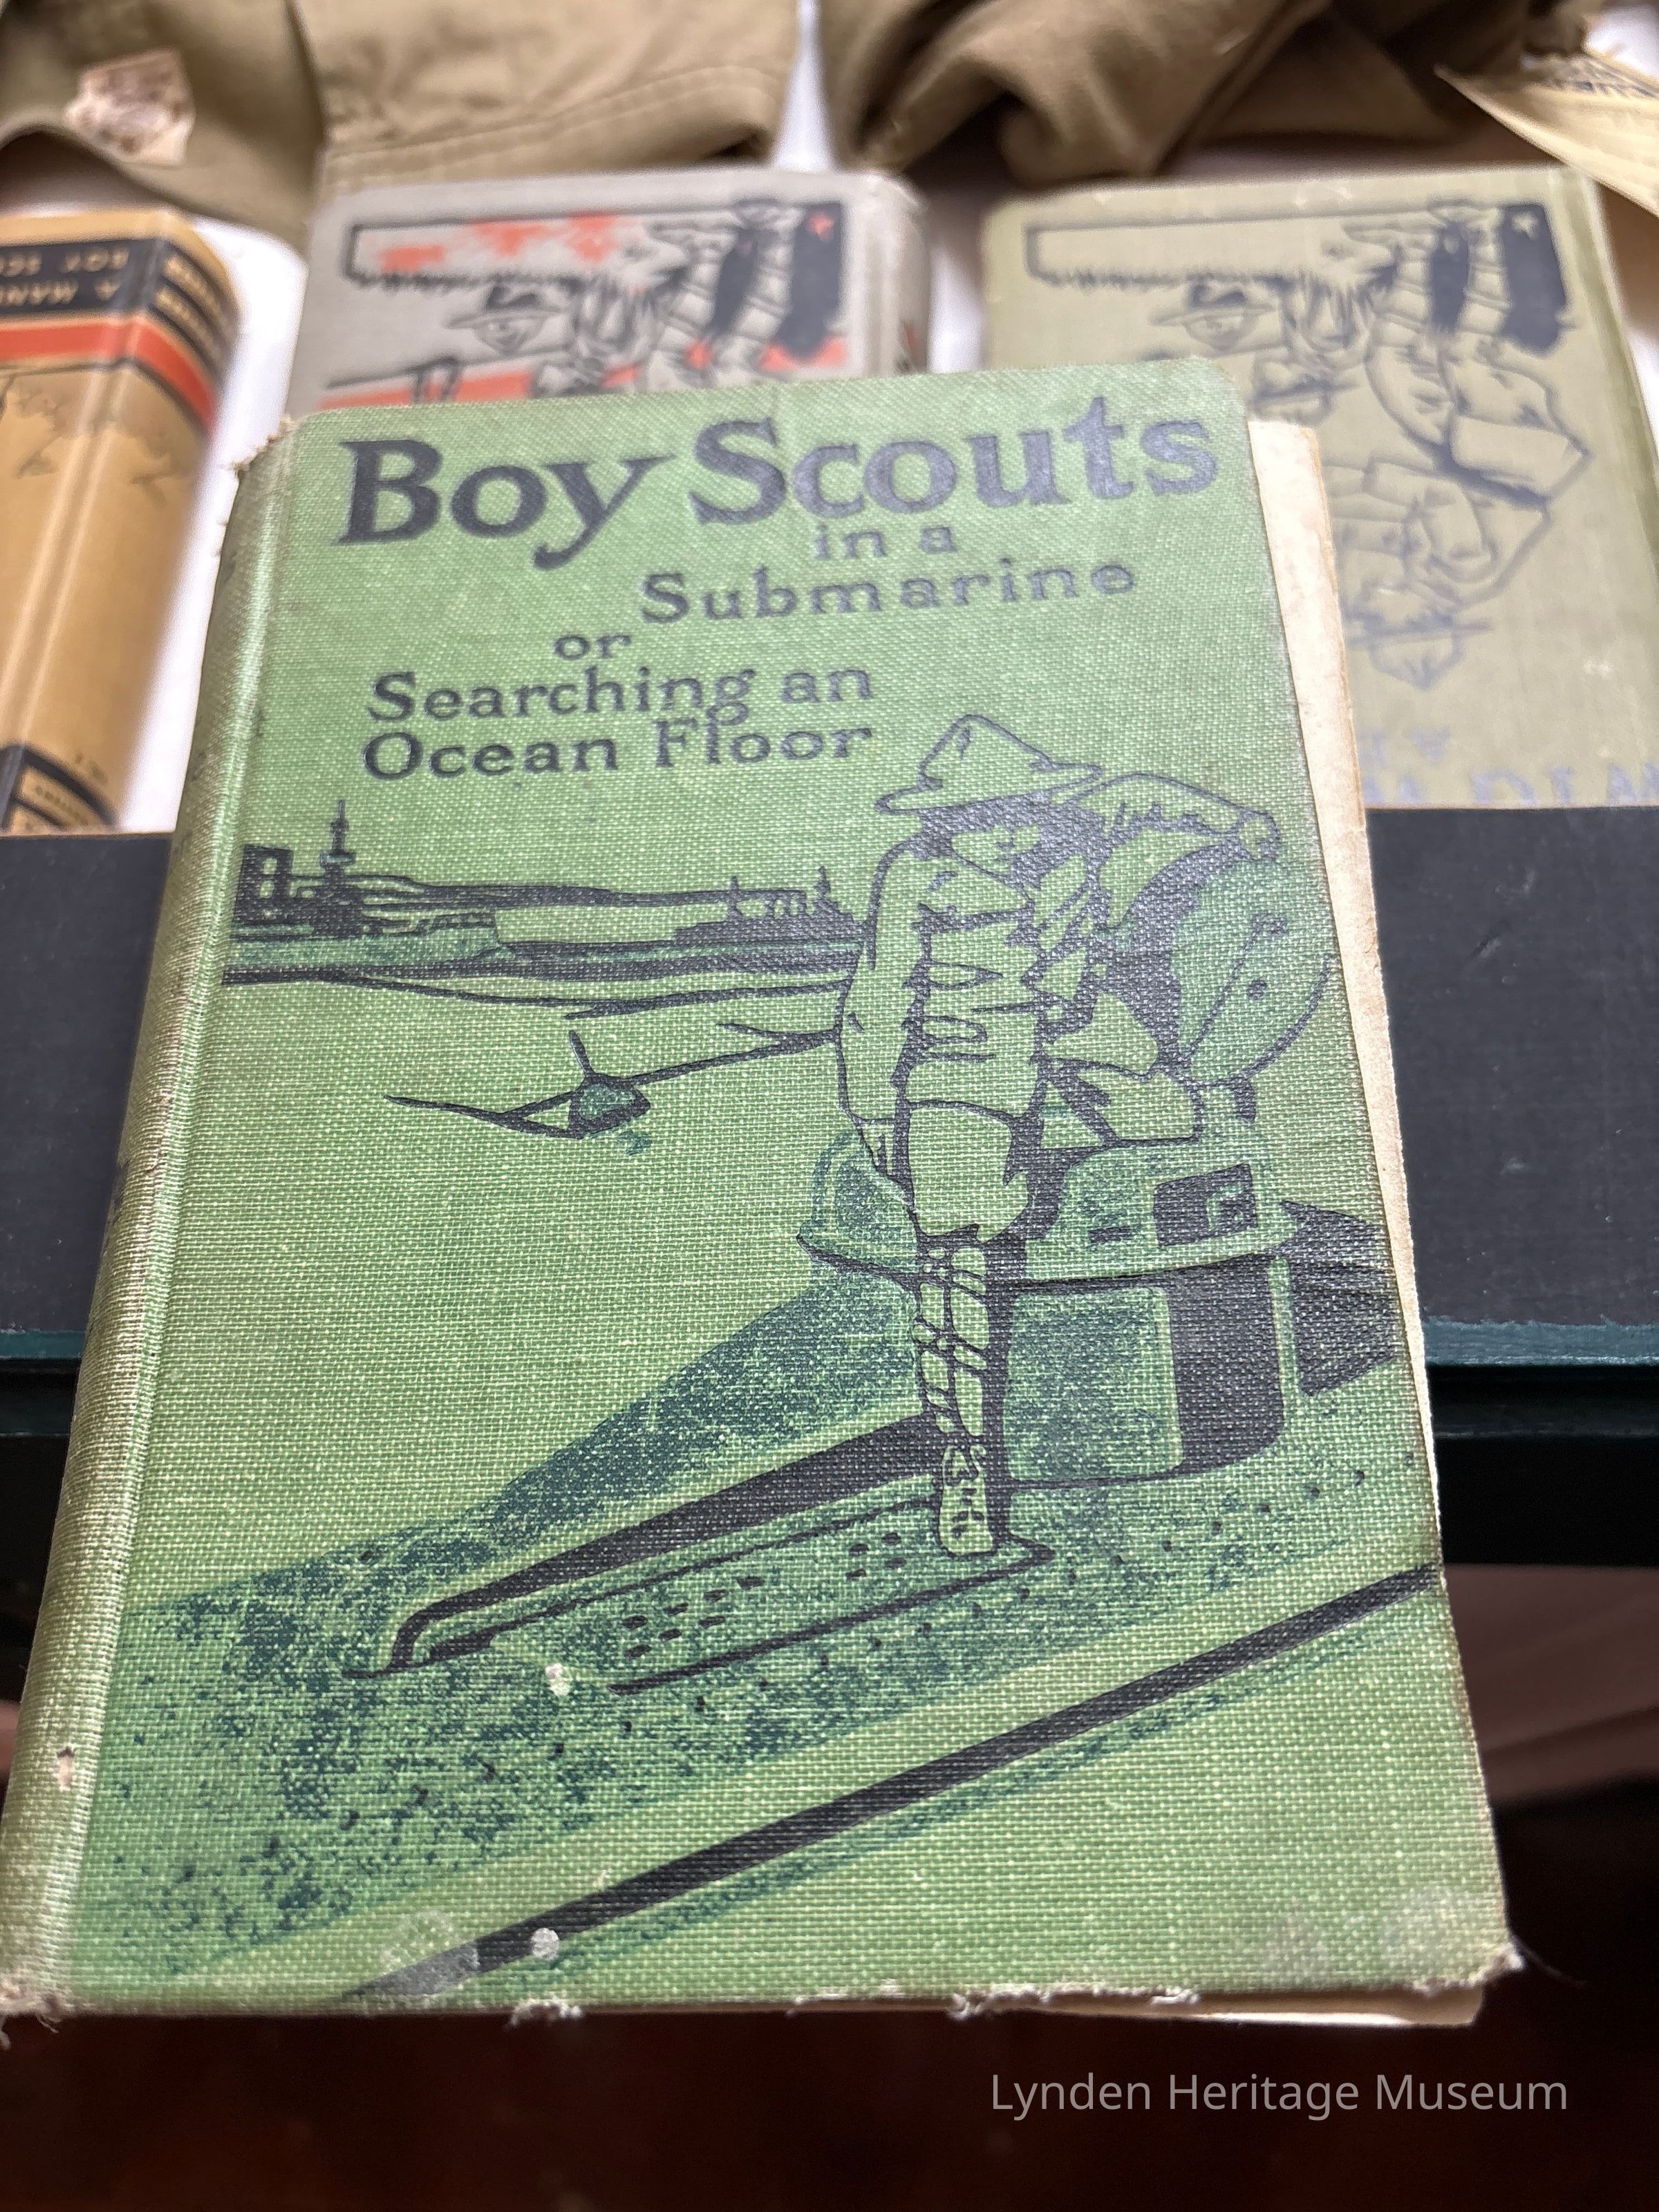 Boy Scouts
in a
Submarine
or
Searching an
Ocean Floor
Lynden Heritage Museum